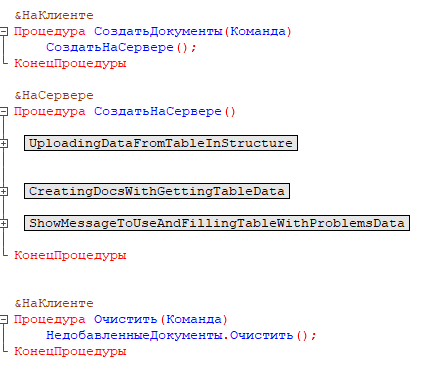 &НаКлиенте
Процедура СоздатьДокументы(Команда)
СоздатьНаСервере();
КонецПроцедуры
&НаСервере
Процедура СоздатьНаСервере()
UploadingDataFromTableInStructure
CreatingDocsWithGettingTableData
ShowMessageToUseAndFillingTableWithProblemsData
КонецПроцедуры
&НаКлиенте
Процедура Очистить(Команда)
НедобавленныеДокументы.Очистить();
КонецПроцедуры